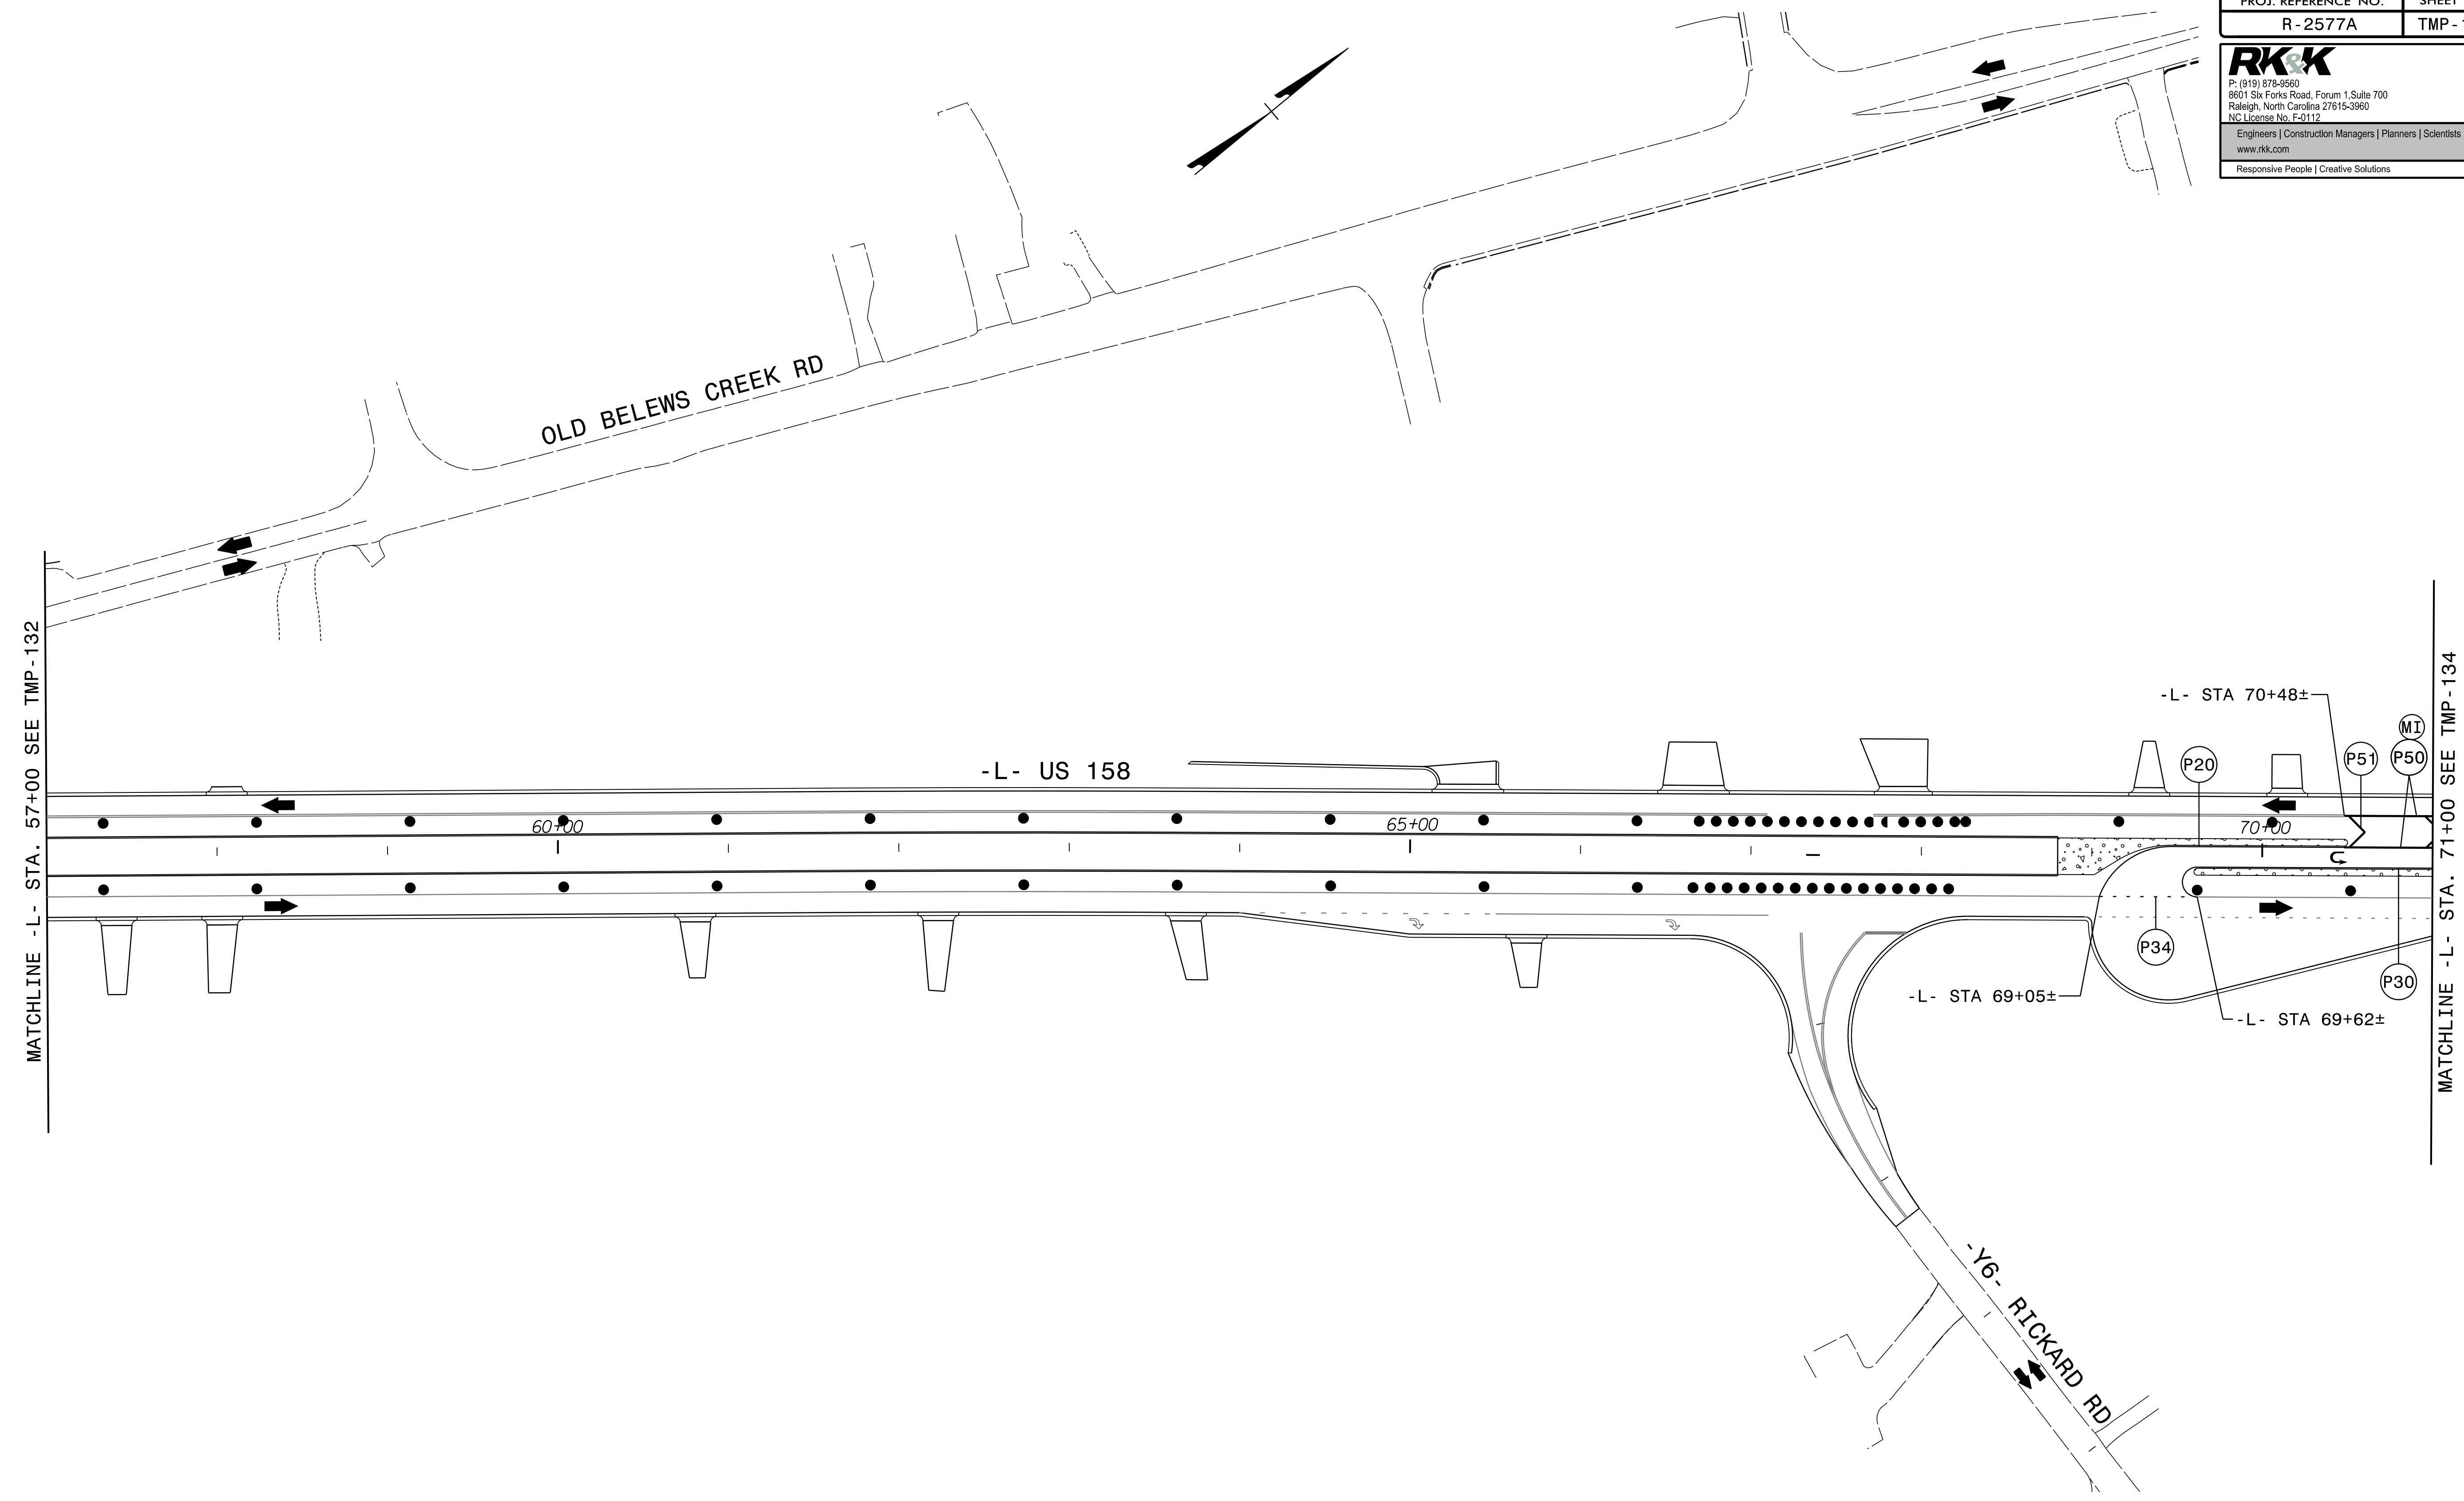 PROJ. REFERENCE NO.
SHEET
R-2577A
TMP-1
RK&K
P: (919) 878-9560
8601 Six Forks Road, Forum 1,Suite 700
Raleigh, North Carolina 27615-3960
NC License No. F-0112
Engineers | Construction Managers | Planners | Scientists
www.rkk.com
Responsive People | Creative Solutions
OLD BELEWS CREEK RD
MATCHLINE -L- STA. 57+00 SEE TMP-132
-L- US 158
60+00
65+00
70+00
-L- STA 70+48±
P20
P51
MI
P50
P34
P30
-L- STA 69+05±
-L- STA 69+62±
MATCHLINE -L- STA. 71+00 SEE TMP-134
-Y6- RICKARD RD